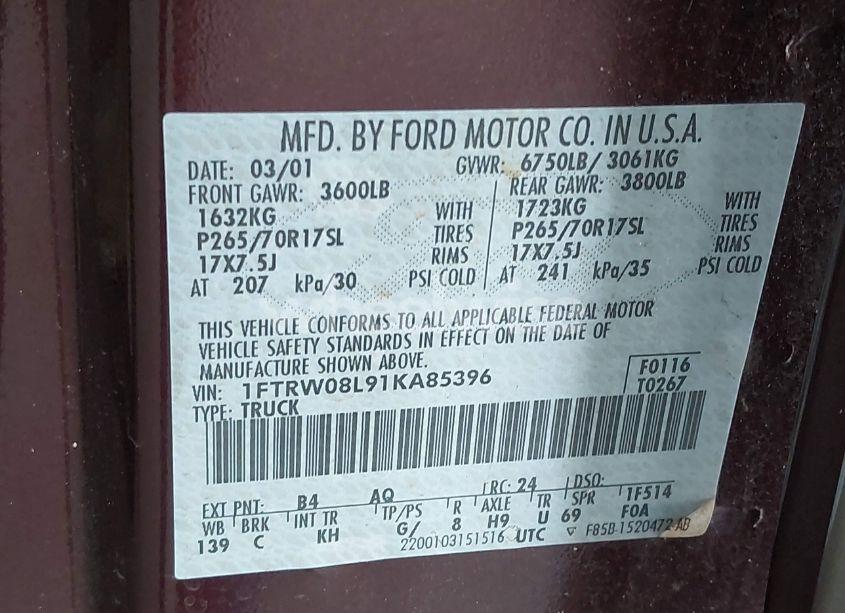 MFD. BY FORD MOTOR CO. IN U.S.A.
DATE: 03/01 GVWR: 6750LB/ 3061KG
FRONT GAWR: 3600LB REAR GAWR: 3800LB
1632KG WITH 1723KG WITH
P265/70R17SL TIRES P265/70R17SL TIRES
17X7.5J RIMS 17X7.5J RIMS
AT 207 kPa/30 PSI COLD AT 241 kPa/35 PSI COLD
THIS VEHICLE CONFORMS TO ALL APPLICABLE FEDERAL MOTOR
VEHICLE SAFETY STANDARDS IN EFFECT ON THE DATE OF
MANUFACTURE SHOWN ABOVE.
VIN: 1FTRW08L91KA85396 F0116
TYPE: TRUCK T0267
EXT PNT: B4 AQ RC: 24 DSO:
WB BRK INT TR TP/PS R AXLE TR SPR 1F514
139 C KH G/ 8 H9 U 69 F0A
2200103151516 UTC F85B-1520472-AB